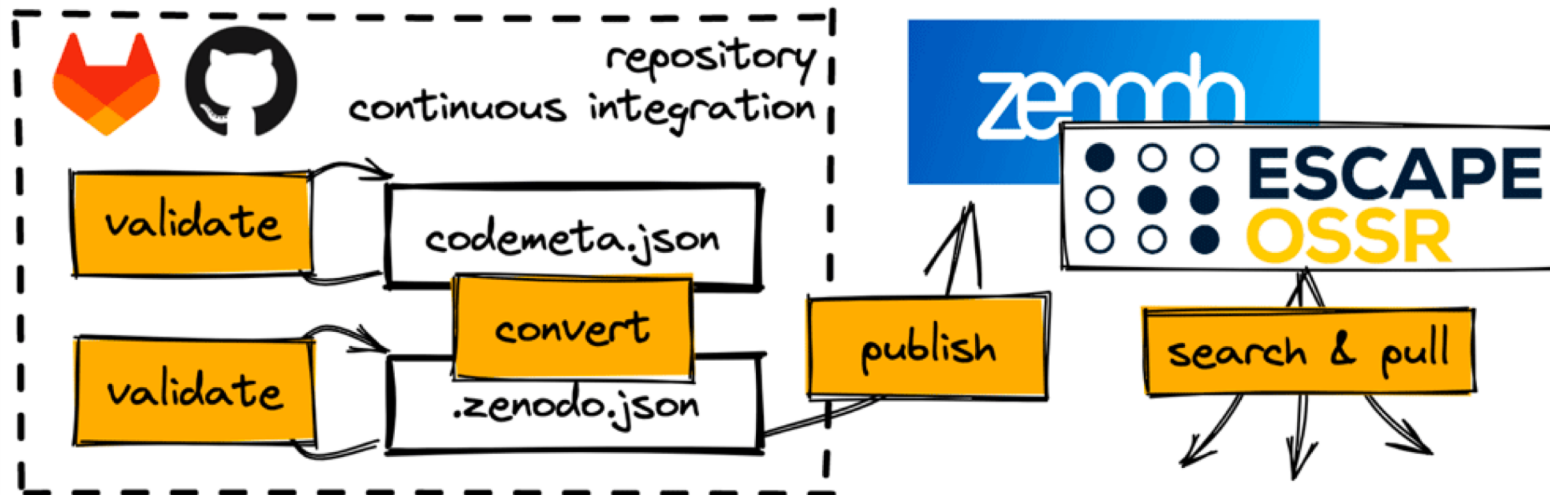 repository
continuous integration
validate
codemeta.json
convert
validate
.zenodo.json
publish
zenodo
ESCAPE
OSSR
search & pull